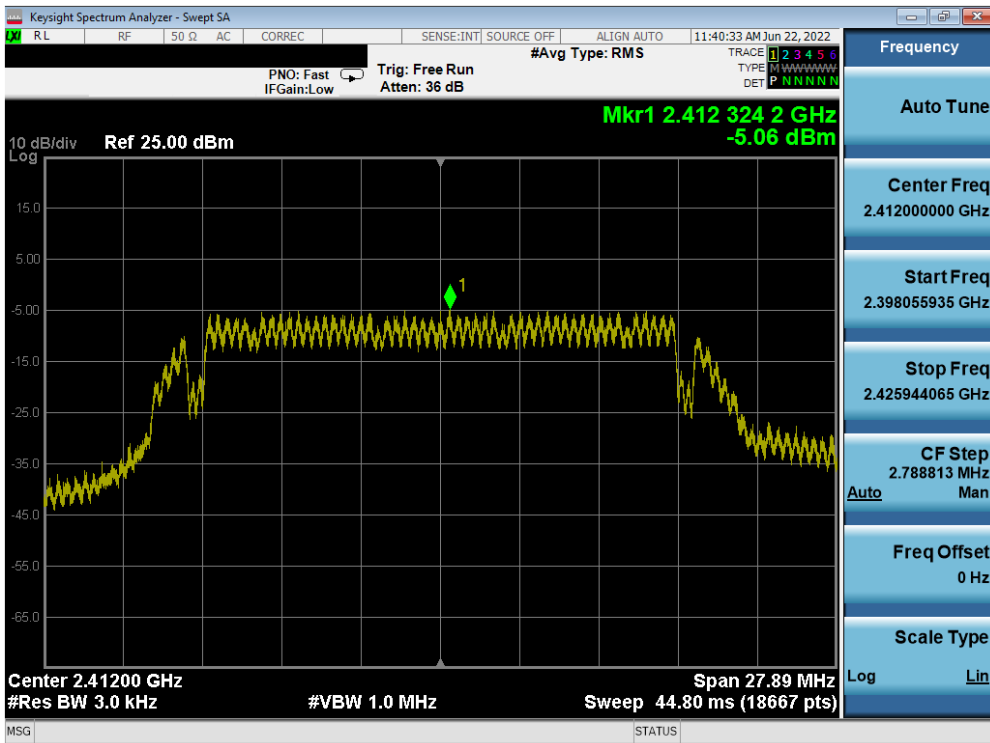 Keysight Spectrum Analyzer - Swept SA
LXI RL RF 50 Ω AC CORREC SENSE:INT SOURCE OFF ALIGN AUTO 11:40:33 AM Jun 22, 2022
#Avg Type: RMS
TRACE 1 2 3 4 5 6
TYPE M W W W W W
DET P N N N N N
PNO: Fast
IFGain:Low
Trig: Free Run
Atten: 36 dB
Mkr1 2.412 324 2 GHz
-5.06 dBm
10 dB/div
Log
Ref 25.00 dBm
15.0
5.00
-5.00
-15.0
-25.0
-35.0
-45.0
-55.0
-65.0
1
Center 2.41200 GHz
#Res BW 3.0 kHz
#VBW 1.0 MHz
Span 27.89 MHz
Sweep 44.80 ms (18667 pts)
MSG
STATUS
Frequency
Auto Tune
Center Freq
2.412000000 GHz
Start Freq
2.398055935 GHz
Stop Freq
2.425944065 GHz
CF Step
2.788813 MHz
Auto Man
Freq Offset
0 Hz
Scale Type
Log Lin